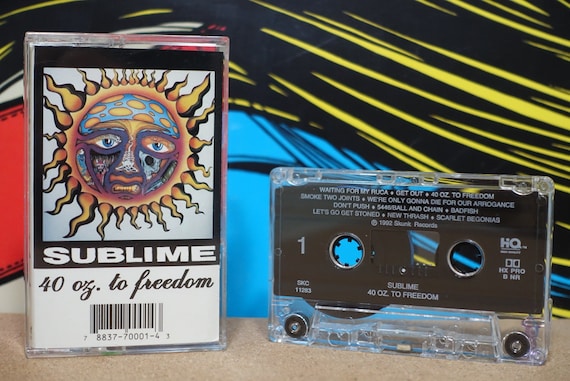 SUBLIME
40 oz. to freedom
7 8837-70001-4 3
WAITING FOR MY RUCA ♦ GET OUT ♦ 40 OZ. TO FREEDOM
SMOKE TWO JOINTS ♦ WE'RE ONLY GONNA DIE FOR OUR ARROGANCE
DON'T PUSH ♦ 5446/BALL AND CHAIN ♦ BADFISH
LET'S GO GET STONED ♦ NEW THRASH ♦ SCARLET BEGONIAS
© 1992 Skunk Records
1
HQ
HX PRO
B NR
SKC
11293
SUBLIME
40 OZ. TO FREEDOM